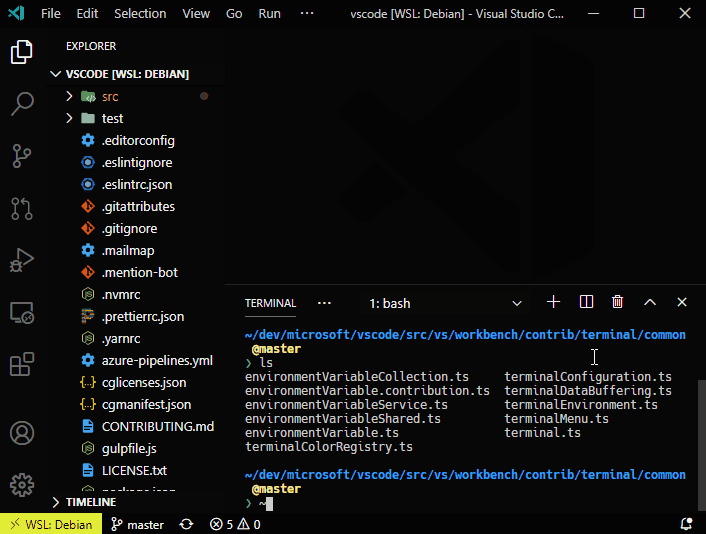 File Edit Selection View Go Run ··· vscode [WSL: Debian] - Visual Studio C...
EXPLORER
VSCODE [WSL: DEBIAN]
src
test
.editorconfig
.eslintignore
.eslintrc.json
.gitattributes
.gitignore
.mailmap
.mention-bot
.nvmrc
.prettierrc.json
.yarnrc
azure-pipelines.yml
cglicenses.json
cgmanifest.json
CONTRIBUTING.md
gulpfile.js
LICENSE.txt
package.json
TIMELINE
TERMINAL ··· 1: bash
~/dev/microsoft/vscode/src/vs/workbench/contrib/terminal/common
@master
❯ ls
environmentVariableCollection.ts terminalConfiguration.ts
environmentVariable.contribution.ts terminalDataBuffering.ts
environmentVariableService.ts terminalEnvironment.ts
environmentVariableShared.ts terminalMenu.ts
environmentVariable.ts terminal.ts
terminalColorRegistry.ts
~/dev/microsoft/vscode/src/vs/workbench/contrib/terminal/common
@master
❯ ~
WSL: Debian master 5 0